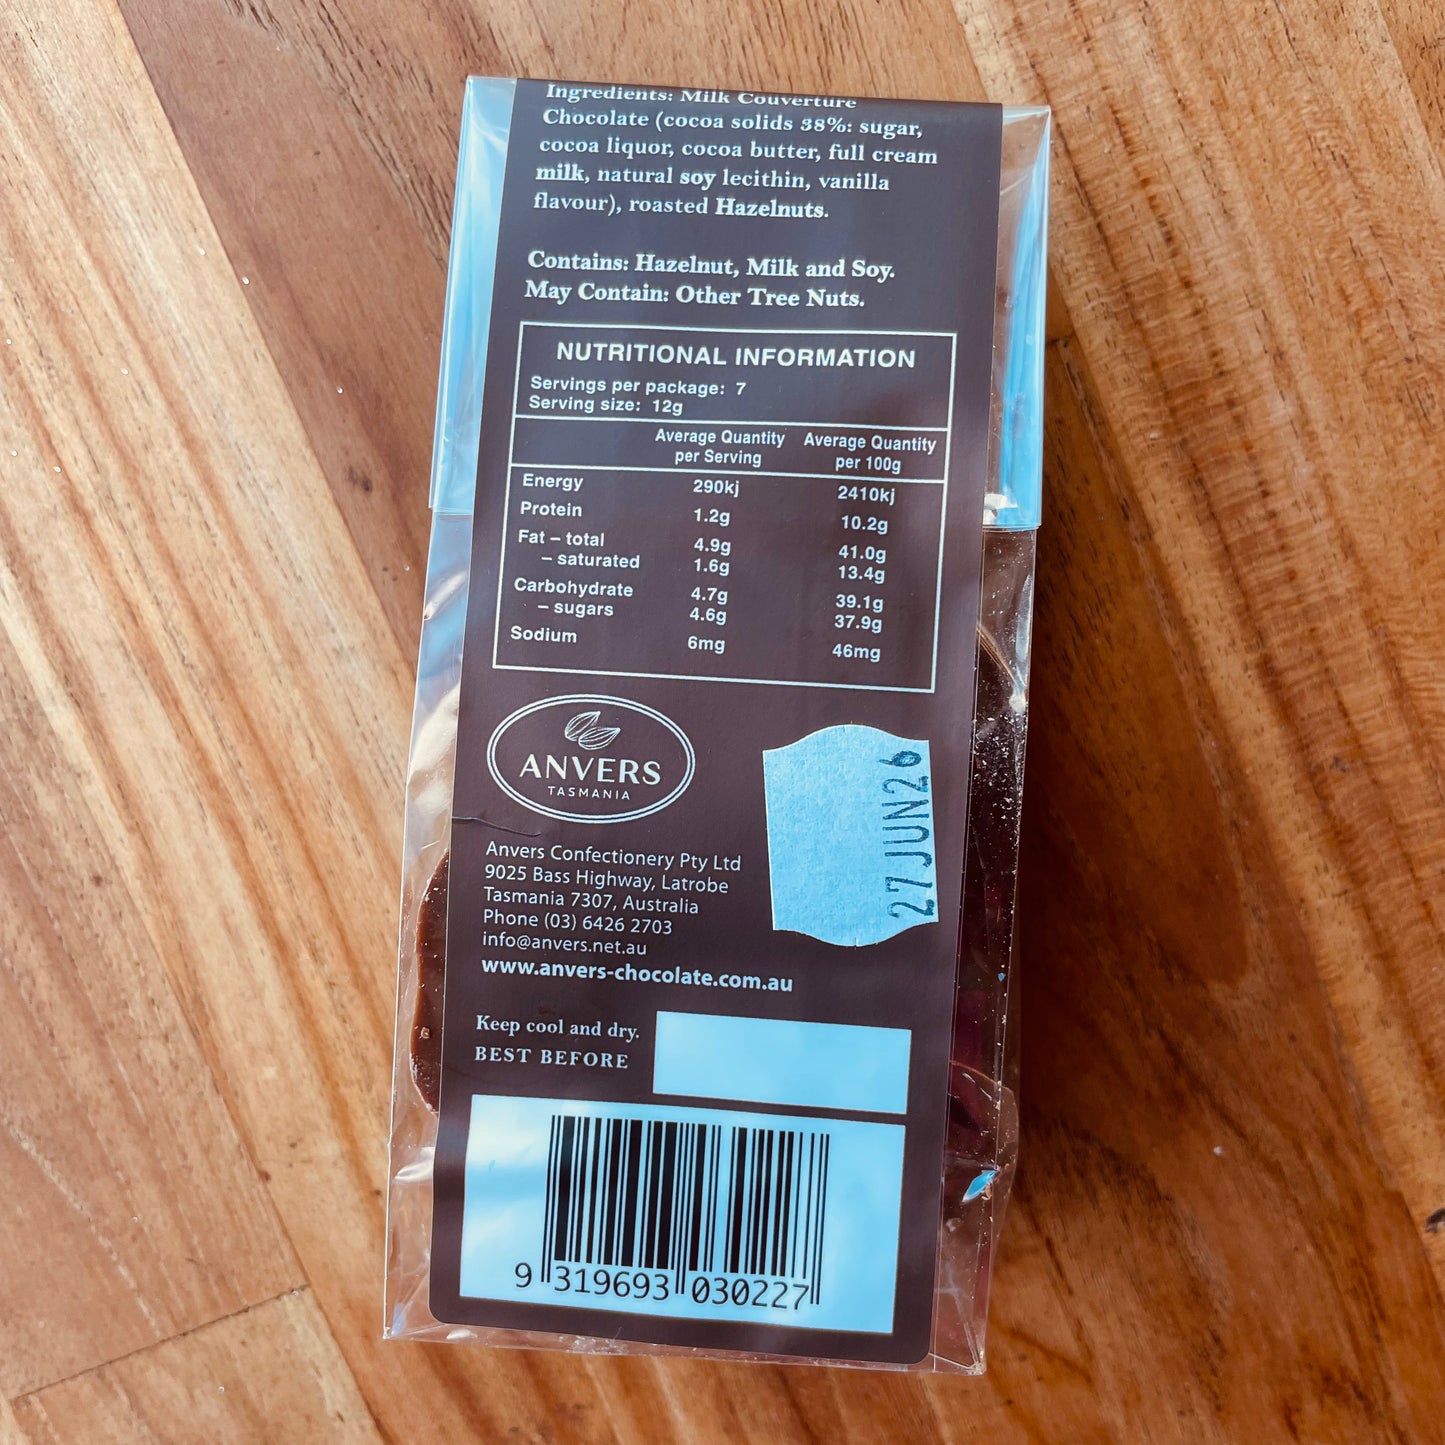 Ingredients: Milk Couverture
Chocolate (cocoa solids 38%: sugar,
cocoa liquor, cocoa butter, full cream
milk, natural soy lecithin, vanilla
flavour), roasted Hazelnuts.
Contains: Hazelnut, Milk and Soy.
May Contain: Other Tree Nuts.
NUTRITIONAL INFORMATION
Servings per package: 7
Serving size: 12g
Average Quantity per Serving Average Quantity per 100g
Energy 290kj 2410kj
Protein 1.2g 10.2g
Fat – total 4.9g 41.0g
– saturated 1.6g 13.4g
Carbohydrate 4.7g 39.1g
– sugars 4.6g 37.9g
Sodium 6mg 46mg
ANVERS
TASMANIA
27 JUN 26
Anvers Confectionery Pty Ltd
9025 Bass Highway, Latrobe
Tasmania 7307, Australia
Phone (03) 6426 2703
info@anvers.net.au
www.anvers-chocolate.com.au
Keep cool and dry.
BEST BEFORE
9 319693 030227